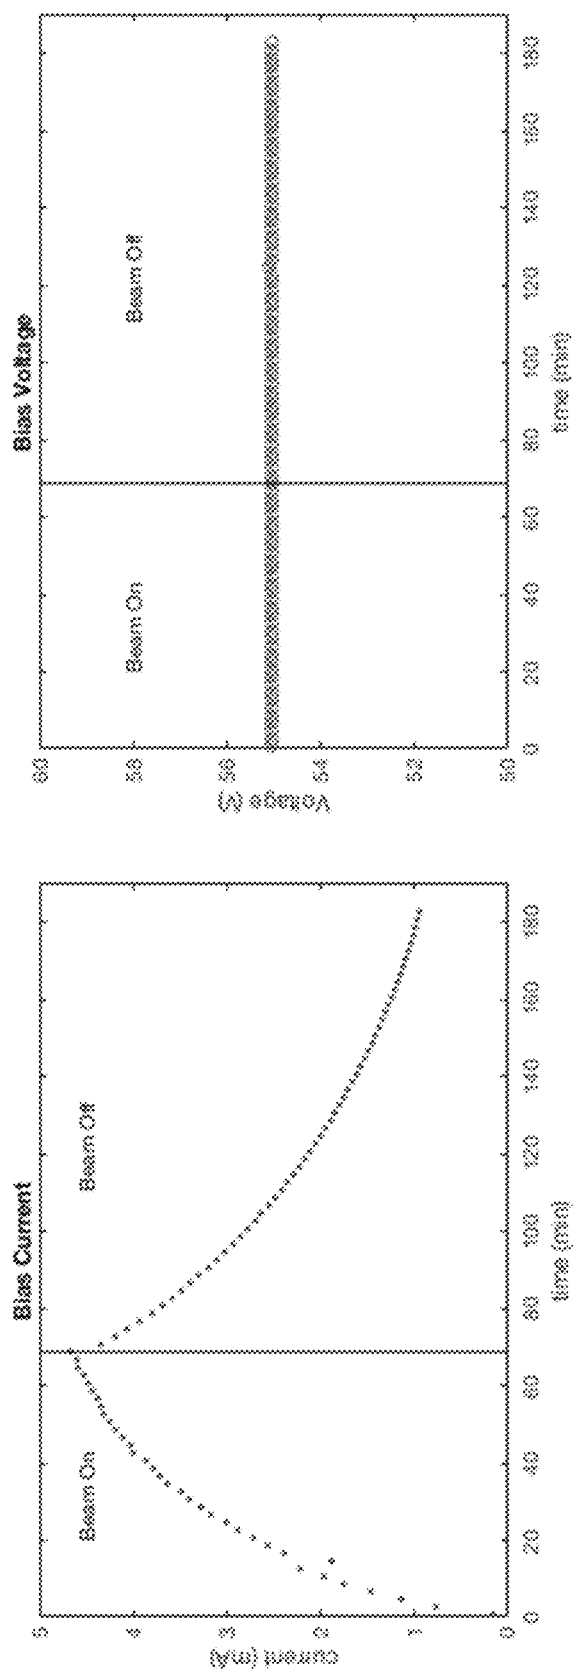 Bias Current
Beam On
Beam Off
5
4
3
2
1
0
current (mA)
0 20 40 60 80 100 120 140 160 180
time (min)
Bias Voltage
Beam On
Beam Off
60
58
56
54
52
50
Voltage (V)
0 20 40 60 80 100 120 140 160 180
time (min)